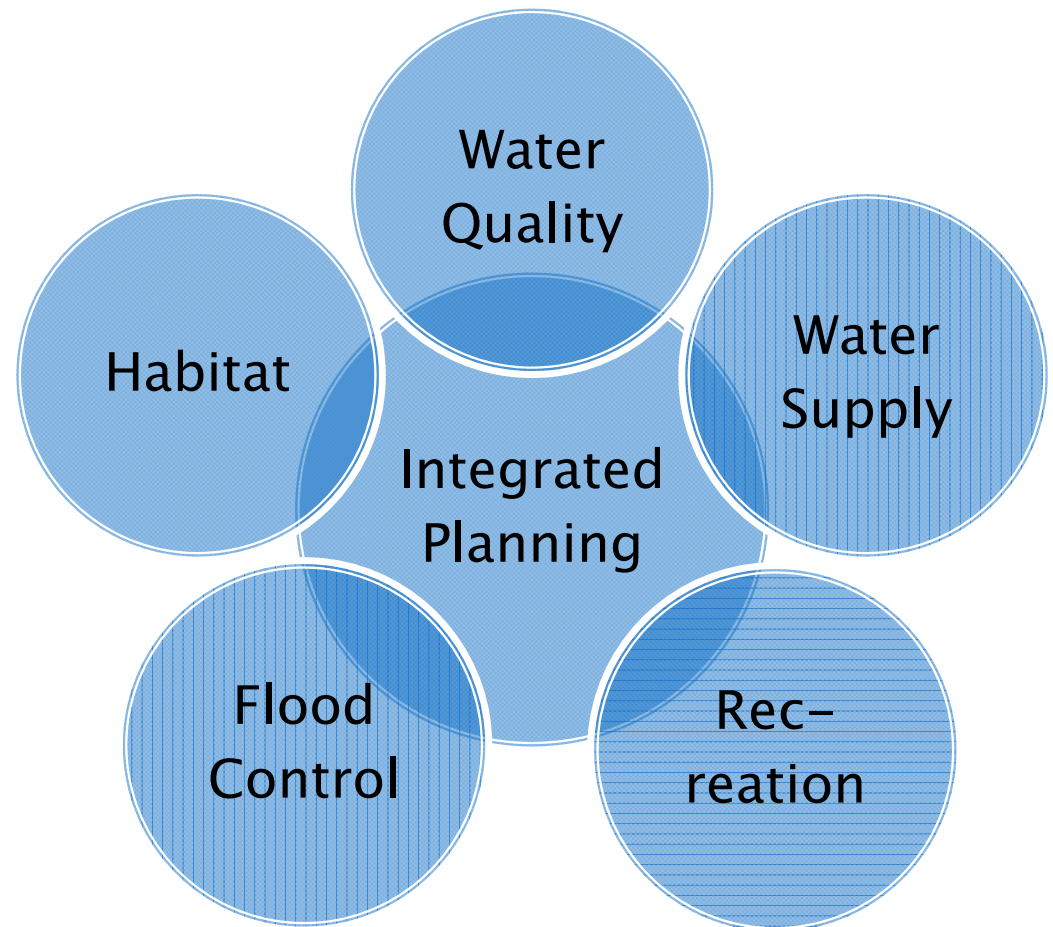 Water
Quality
Habitat
Water
Supply
Integrated
Planning
Flood
Control
Rec-
reation